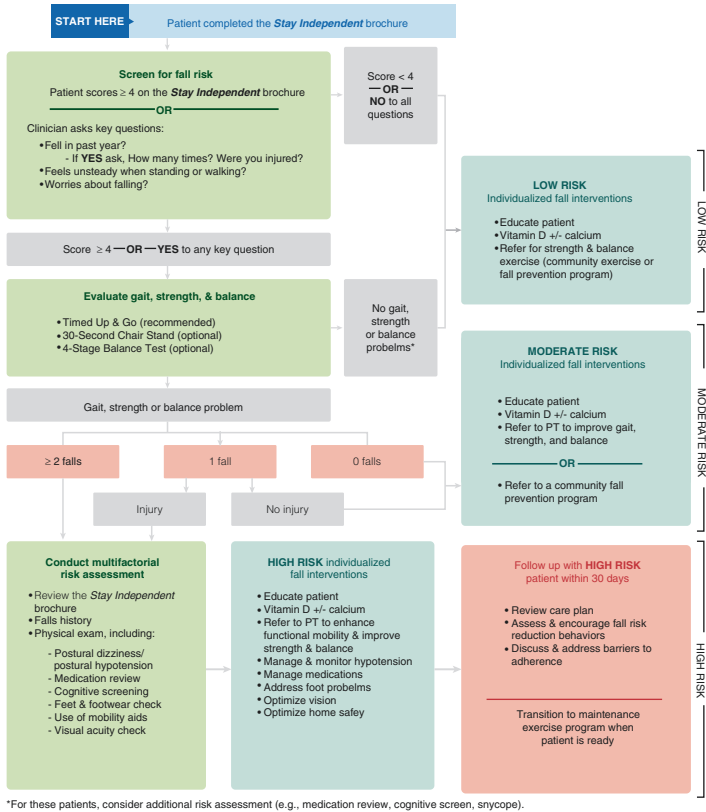 START HERE
Patient completed the Stay Independent brochure
Screen for fall risk
Patient scores ≥ 4 on the Stay Independent brochure
OR
Clinician asks key questions:
•Fell in past year?
- If YES ask, How many times? Were you injured?
•Feels unsteady when standing or walking?
•Worries about falling?
Score < 4
OR
NO to all
questions
Score ≥ 4 — OR — YES to any key question
Evaluate gait, strength, & balance
•Timed Up & Go (recommended)
•30-Second Chair Stand (optional)
•4-Stage Balance Test (optional)
No gait,
strength
or balance
probelms*
LOW RISK
Individualized fall interventions
•Educate patient
•Vitamin D +/- calcium
•Refer for strength & balance
exercise (community exercise or
fall prevention program)
LOW RISK
Gait, strength or balance problem
≥ 2 falls
1 fall
0 falls
Injury
No injury
MODERATE RISK
Individualized fall interventions
•Educate patient
•Vitamin D +/- calcium
•Refer to PT to improve gait,
strength, and balance
OR
•Refer to a community fall
prevention program
MODERATE RISK
Conduct multifactorial
risk assessment
•Review the Stay Independent
brochure
•Falls history
•Physical exam, including:
- Postural dizziness/
postural hypotension
- Medication review
- Cognitive screening
- Feet & footwear check
- Use of mobility aids
- Visual acuity check
HIGH RISK individualized
fall interventions
•Educate patient
•Vitamin D +/- calcium
•Refer to PT to enhance
functional mobility & improve
strength & balance
•Manage & monitor hypotension
•Manage medications
•Address foot probelms
•Optimize vision
•Optimize home safey
Follow up with HIGH RISK
patient within 30 days
•Review care plan
•Assess & encourage fall risk
reduction behaviors
•Discuss & address barriers to
adherence
Transition to maintenance
exercise program when
patient is ready
HIGH RISK
*For these patients, consider additional risk assessment (e.g., medication review, cognitive screen, snycope).